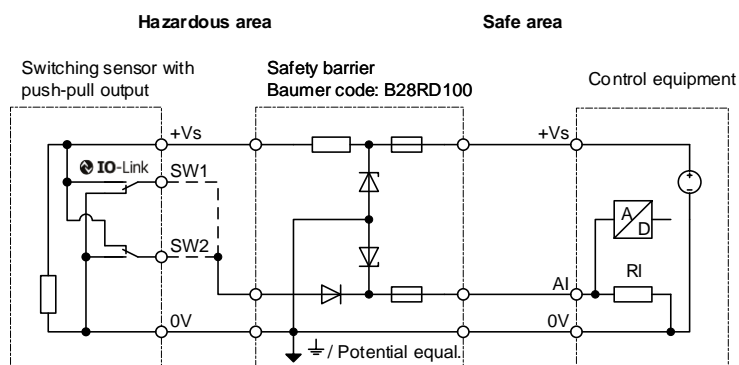 Hazardous area
Safe area
Switching sensor with
push-pull output
Safety barrier
Baumer code: B28RD100
Control equipment
+Vs
+Vs
IO-Link
SW1
SW2
A
D
RI
AI
0V
0V
/ Potential equal.